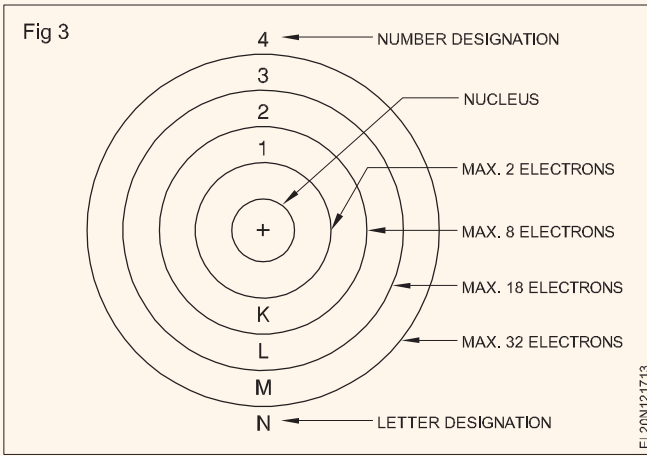 Fig 3
4
NUMBER DESIGNATION
3
2
NUCLEUS
1
MAX. 2 ELECTRONS
+
MAX. 8 ELECTRONS
MAX. 18 ELECTRONS
K
MAX. 32 ELECTRONS
L
M
N
LETTER DESIGNATION
EL20N121713